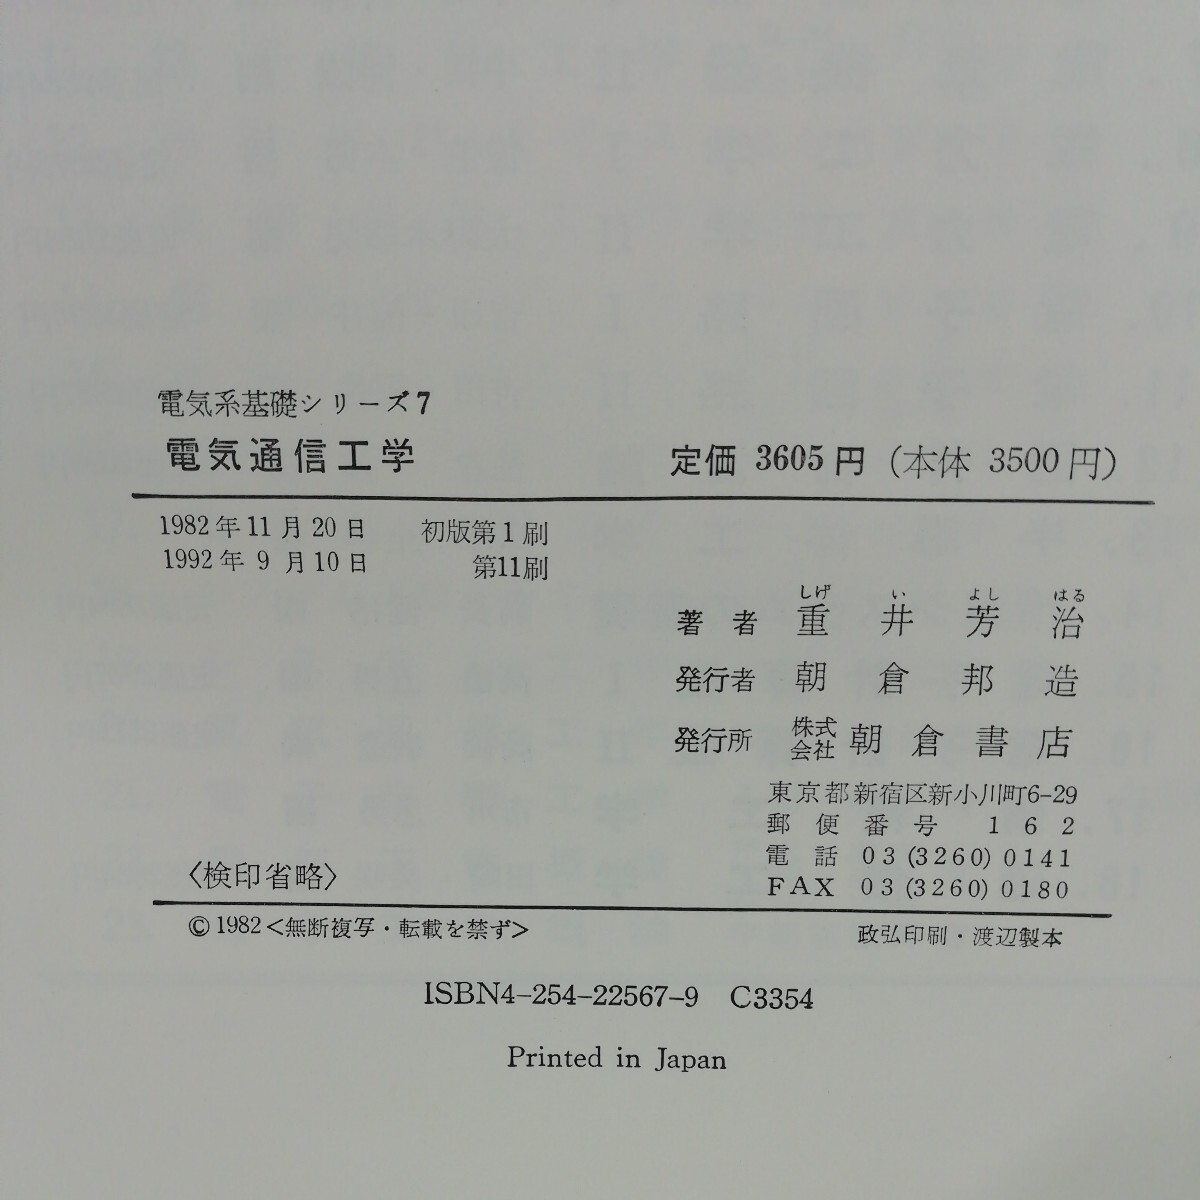 電気系基礎シリーズ7
電気通信工学
定価 3605円（本体 3500円）
1982年11月20日 初版第1刷
1992年9月10日 第11刷
しげ い よし はる
著者 重井芳治
発行者 朝倉邦造
発行所 株式会社 朝倉書店
東京都新宿区新小川町6-29
郵便番号 162
電話 03(3260)0141
FAX 03(3260)0180
〈検印省略〉
©1982<無断複写・転載を禁ず>
政弘印刷・渡辺製本
ISBN4-254-22567-9 C3354
Printed in Japan